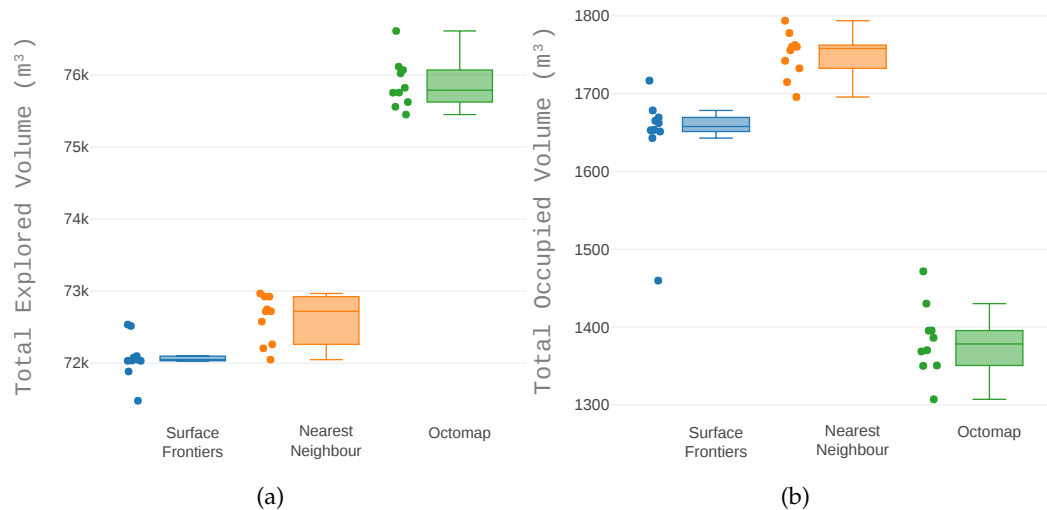 Total Explored Volume (m³)
76k
75k
74k
73k
72k
Surface
Frontiers
Nearest
Neighbour
Octomap
(a)
Total Occupied Volume (m³)
1800
1700
1600
1500
1400
1300
Surface
Frontiers
Nearest
Neighbour
Octomap
(b)